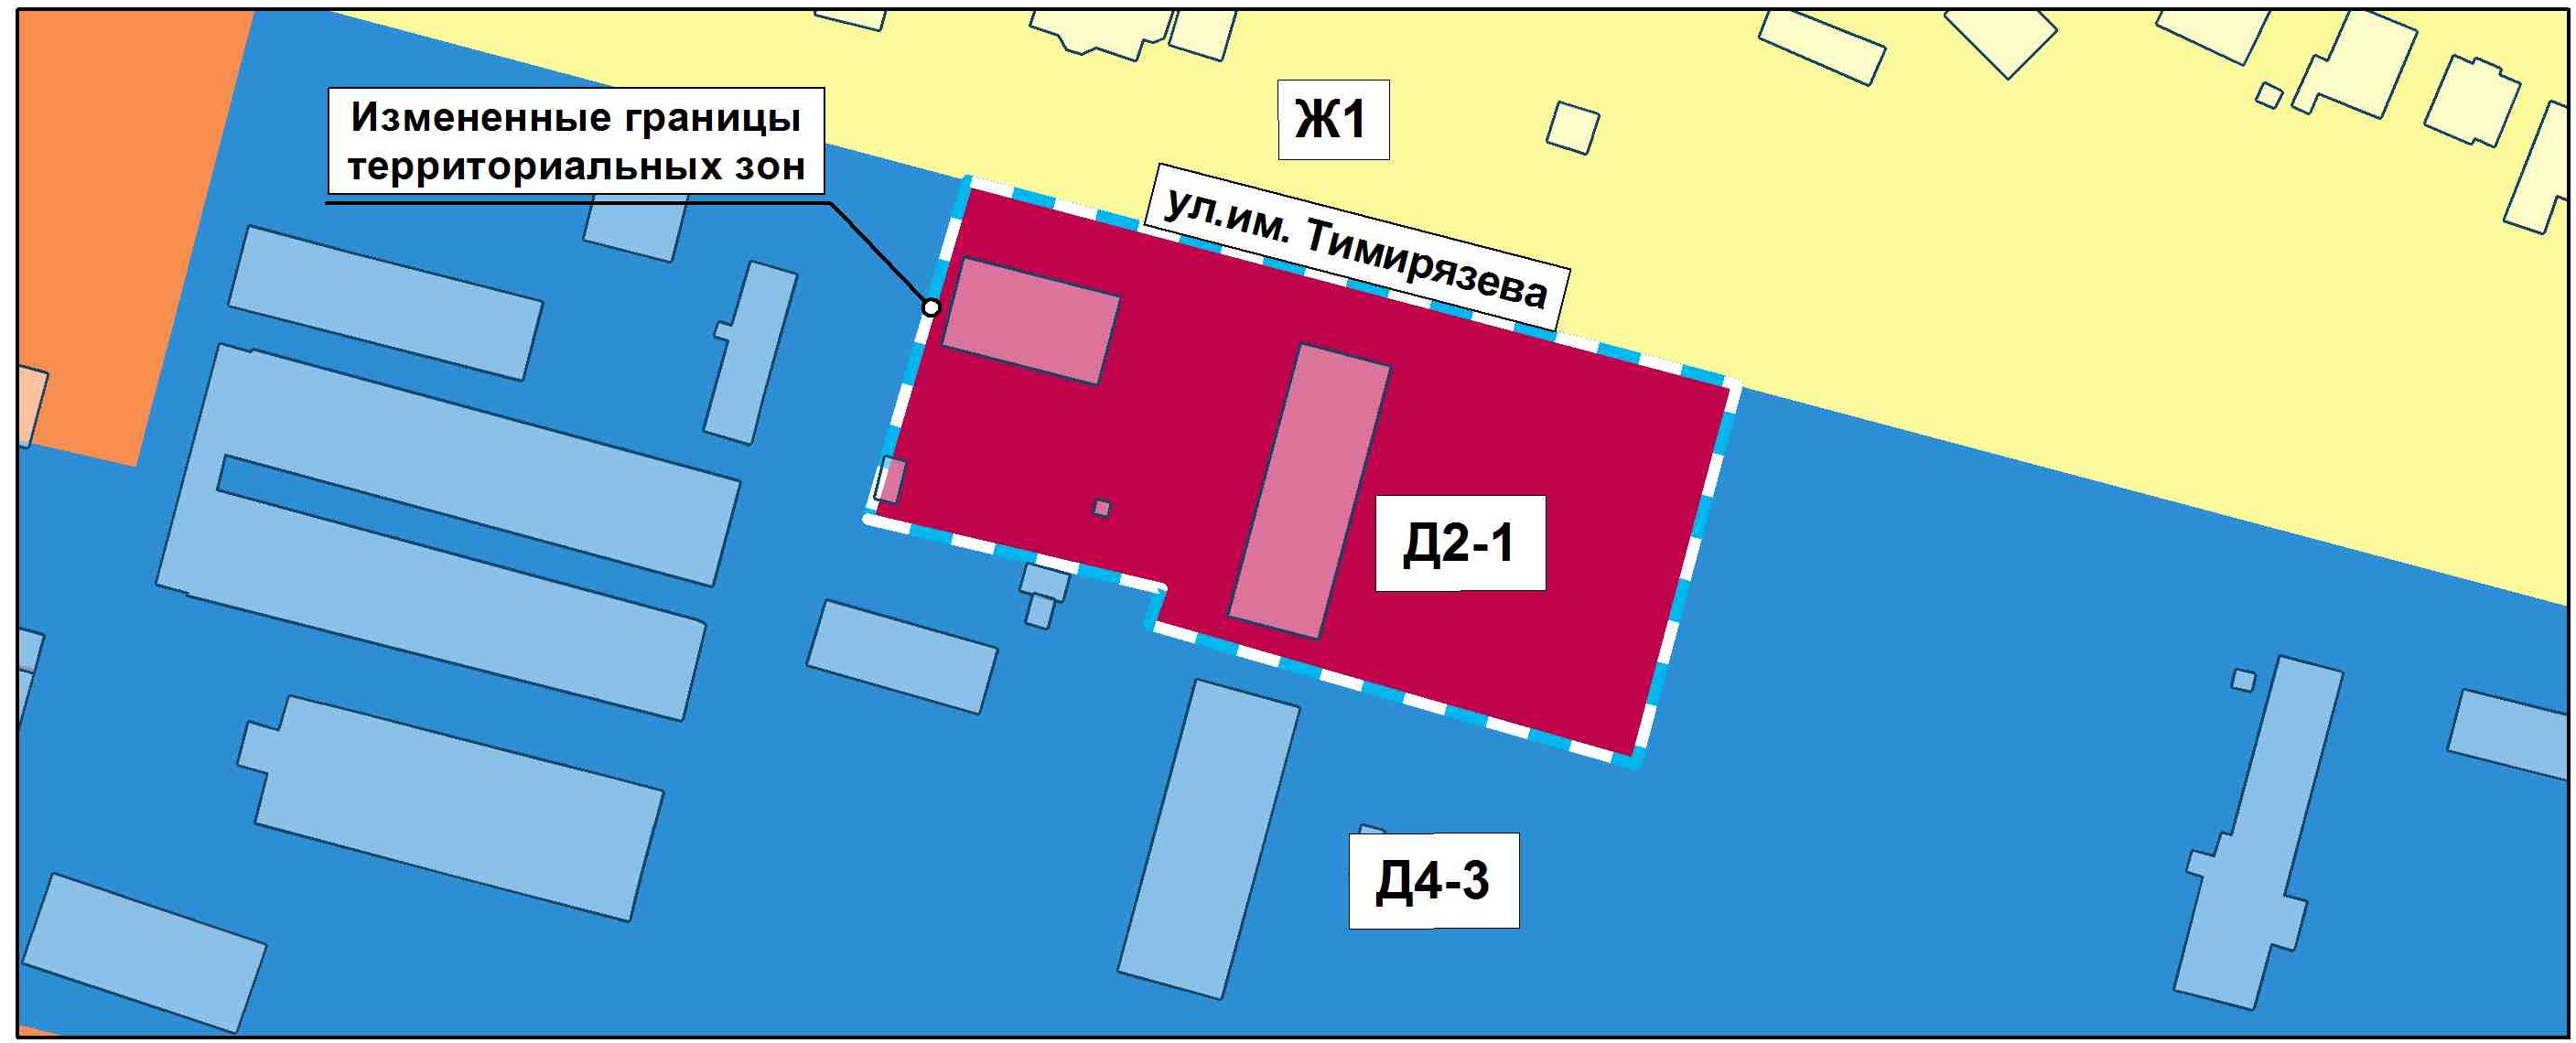 Измененные границы
территориальных зон
Ж1
ул.им. Тимирязева
Д2-1
Д4-3